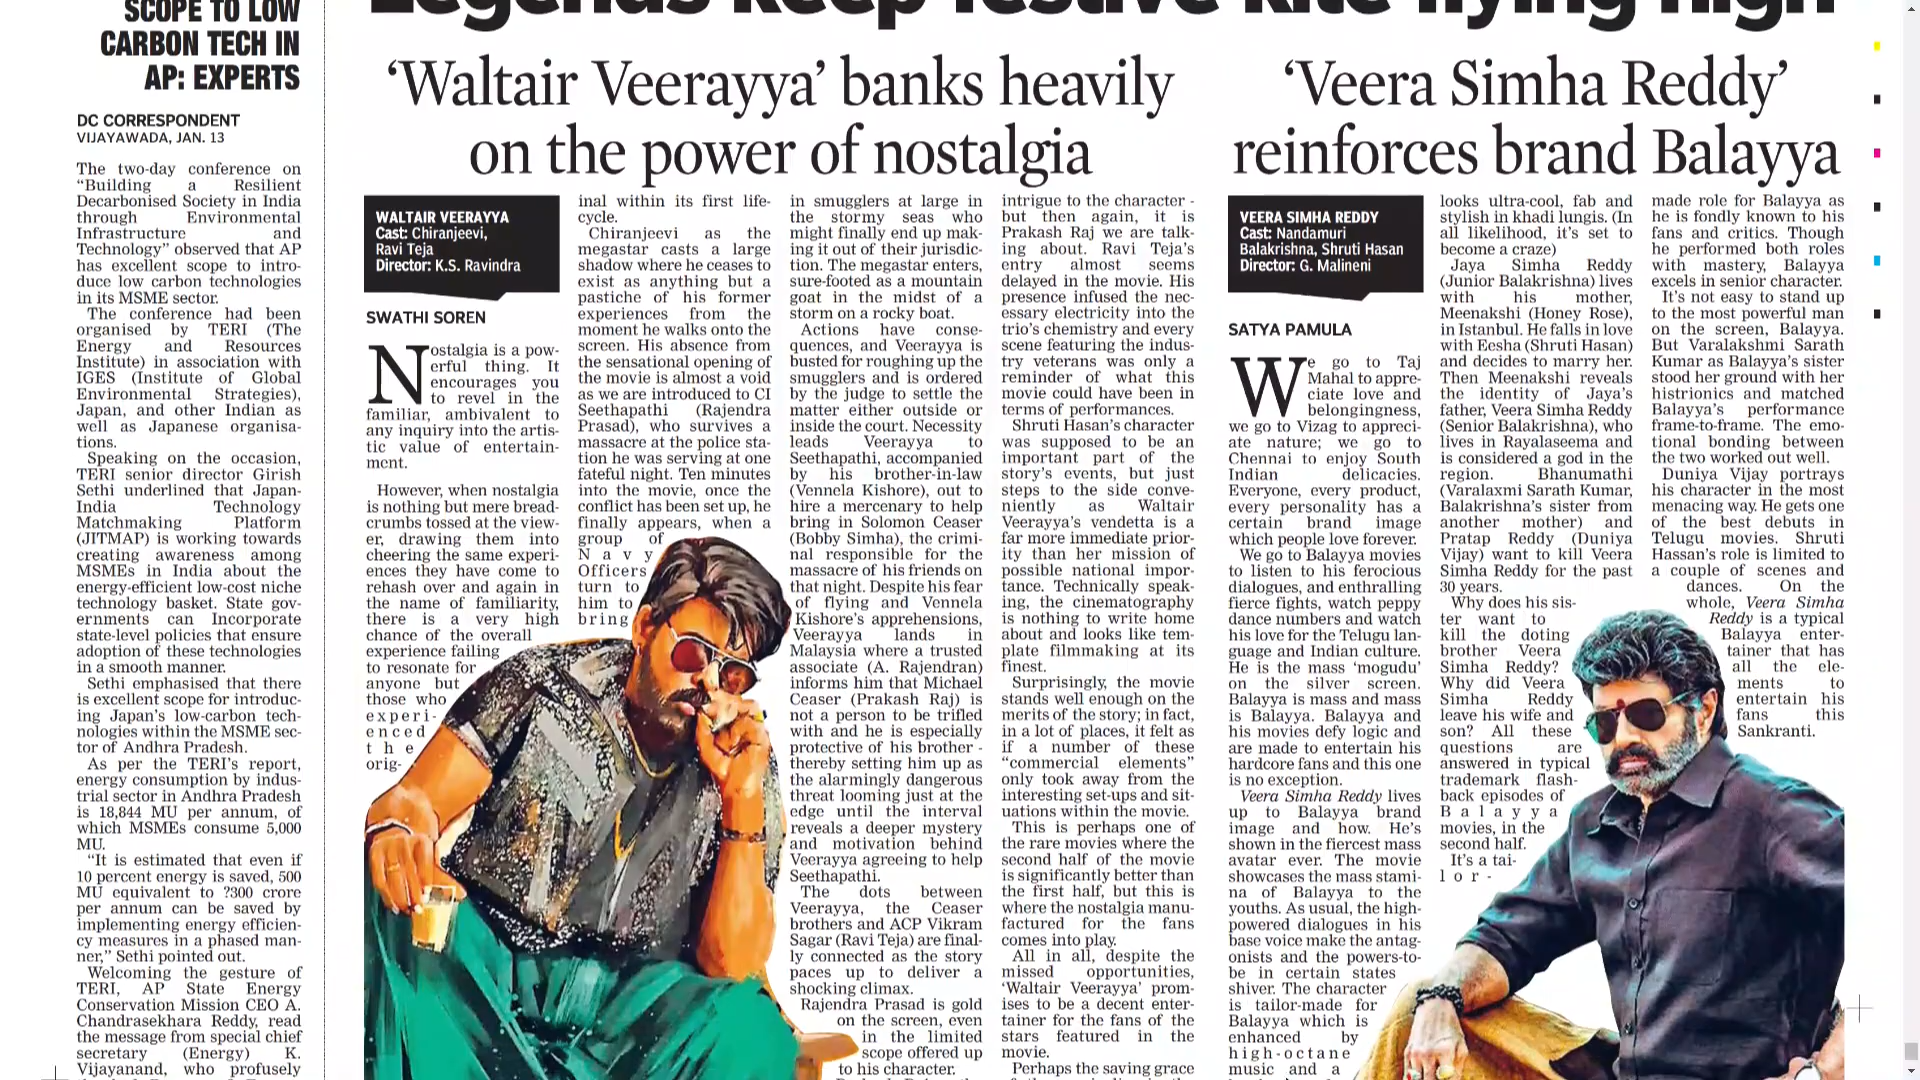 SCOPE TO LOW
CARBON TECH IN
AP: EXPERTS
DC CORRESPONDENT
VIJAYAWADA, JAN. 13
The two-day conference on
“Building a Resilient
Decarbonised Society in India
through Environmental
Infrastructure and
Technology” observed that AP
has excellent scope to intro-
duce low carbon technologies
in its MSME sector.
The conference had been
organised by TERI (The
Energy and Resources
Institute) in association with
IGES (Institute of Global
Environmental Strategies),
Japan, and other Indian as
well as Japanese organisa-
tions.
Speaking on the occasion,
TERI senior director Girish
Sethi underlined that Japan-
India Technology
Matchmaking Platform
(JITMAP) is working towards
creating awareness among
MSMEs in India about the
energy-efficient low-cost niche
technology basket. State gov-
ernments can Incorporate
state-level policies that ensure
adoption of these technologies
in a smooth manner.
Sethi emphasised that there
is excellent scope for introduc-
ing Japan's low-carbon tech-
nologies within the MSME sec-
tor of Andhra Pradesh.
As per the TERI's report,
energy consumption by indus-
trial sector in Andhra Pradesh
is 18,844 MU per annum, of
which MSMEs consume 5,000
MU.
“It is estimated that even if
10 percent energy is saved, 500
MU equivalent to ?300 crore
per annum can be saved by
implementing energy efficien-
cy measures in a phased man-
ner,” Sethi pointed out.
Welcoming the gesture of
TERI, AP State Energy
Conservation Mission CEO A.
Chandrasekhara Reddy, read
the message from special chief
secretary (Energy) K.
Vijayanand, who profusely
Legends keep festive kite flying high
‘Waltair Veerayya’ banks heavily
on the power of nostalgia
WALTAIR VEERAYYA
Cast: Chiranjeevi,
Ravi Teja
Director: K.S. Ravindra
SWATHI SOREN
Nostalgia is a pow-
erful thing. It
encourages you
to revel in the
familiar, ambivalent to
any inquiry into the artis-
tic value of entertain-
ment.
However, when nostalgia
is nothing but mere bread-
crumbs tossed at the view-
er, drawing them into
cheering the same experi-
ences they have come to
rehash over and again in
the name of familiarity,
there is a very high
chance of the overall
experience failing
to resonate for
anyone but
those who
experi-
enced
the
orig-
inal within its first life-
cycle.
Chiranjeevi as the
megastar casts a large
shadow where he ceases to
exist as anything but a
pastiche of his former
experiences from the
moment he walks onto the
screen. His absence from
the sensational opening of
the movie is almost a void
as we are introduced to CI
Seethapathi (Rajendra
Prasad), who survives a
massacre at the police sta-
tion he was serving at one
fateful night. Ten minutes
into the movie, once the
conflict has been set up, he
finally appears, when a
group of
Navy
Officers
turn to
him to
bring
in smugglers at large in
the stormy seas who
might finally end up mak-
ing it out of their jurisdic-
tion. The megastar enters,
sure-footed as a mountain
goat in the midst of a
storm on a rocky boat.
Actions have conse-
quences, and Veerayya is
busted for roughing up the
smugglers and is ordered
by the judge to settle the
matter either outside or
inside the court. Necessity
leads Veerayya to
Seethapathi, accompanied
by his brother-in-law
(Vennela Kishore), out to
hire a mercenary to help
bring in Solomon Ceaser
(Bobby Simha), the crimi-
nal responsible for the
massacre of his friends on
that night. Despite his fear
of flying and Vennela
Kishore's apprehensions,
Veerayya lands in
Malaysia where a trusted
associate (A. Rajendran)
informs him that Michael
Ceaser (Prakash Raj) is
not a person to be trifled
with and he is especially
protective of his brother -
thereby setting him up as
the alarmingly dangerous
threat looming just at the
edge until the interval
reveals a deeper mystery
and motivation behind
Veerayya agreeing to help
Seethapathi.
The dots between
Veerayya, the Ceaser
brothers and ACP Vikram
Sagar (Ravi Teja) are final-
ly connected as the story
paces up to deliver a
shocking climax.
Rajendra Prasad is gold
on the screen, even
in the limited
scope offered up
to his character.
intrigue to the character -
but then again, it is
Prakash Raj we are talk-
ing about. Ravi Teja's
entry almost seems
delayed in the movie. His
presence infused the nec-
essary electricity into the
trio's chemistry and every
scene featuring the indus-
try veterans was only a
reminder of what this
movie could have been in
terms of performances.
Shruti Hasan's character
was supposed to be an
important part of the
story's events, but just
steps to the side conve-
niently as Waltair
Veerayya's vendetta is a
far more immediate prior-
ity than her mission of
possible national impor-
tance. Technically speak-
ing, the cinematography
is nothing to write home
about and looks like tem-
plate filmmaking at its
finest.
Surprisingly, the movie
stands well enough on the
merits of the story; in fact,
in a lot of places, it felt as
if a number of these
“commercial elements”
only took away from the
interesting set-ups and sit-
uations within the movie.
This is perhaps one of
the rare movies where the
second half of the movie
is significantly better than
the first half, but this is
where the nostalgia manu-
factured for the fans
comes into play.
All in all, despite the
missed opportunities,
‘Waltair Veerayya’ prom-
ises to be a decent enter-
tainer for the fans of the
stars featured in the
movie.
Perhaps the saving grace
‘Veera Simha Reddy’
reinforces brand Balayya
VEERA SIMHA REDDY
Cast: Nandamuri
Balakrishna, Shruti Hasan
Director: G. Malineni
SATYA PAMULA
We go to Taj
Mahal to appre-
ciate love and
belongingness,
we go to Vizag to appreci-
ate nature; we go to
Chennai to enjoy South
Indian delicacies.
Everyone, every product,
every personality has a
certain brand image
which people love forever.
We go to Balayya movies
to listen to his ferocious
dialogues, and enthralling
fierce fights, watch peppy
dance numbers and watch
his love for the Telugu lan-
guage and Indian culture.
He is the mass ‘mogudu’
on the silver screen.
Balayya is mass and mass
is Balayya. Balayya and
his movies defy logic and
are made to entertain his
hardcore fans and this one
is no exception.
Veera Simha Reddy lives
up to Balayya brand
image and how. He's
shown in the fiercest mass
avatar ever. The movie
showcases the mass stami-
na of Balayya to the
youths. As usual, the high-
powered dialogues in his
base voice make the antag-
onists and the powers-to-
be in certain states
shiver. The character
is tailor-made for
Balayya which is
enhanced by
high-octane
music and a
looks ultra-cool, fab and
stylish in khadi lungis. (In
all likelihood, it's set to
become a craze)
Jaya Simha Reddy
(Junior Balakrishna) lives
with his mother,
Meenakshi (Honey Rose),
in Istanbul. He falls in love
with Eesha (Shruti Hasan)
and decides to marry her.
Then Meenakshi reveals
the identity of Jaya's
father, Veera Simha Reddy
(Senior Balakrishna), who
lives in Rayalaseema and
is considered a god in the
region. Bhanumathi
(Varalaxmi Sarath Kumar,
Balakrishna's sister from
another mother) and
Pratap Reddy (Duniya
Vijay) want to kill Veera
Simha Reddy for the past
30 years.
Why does his sis-
ter want to
kill the doting
brother Veera
Simha Reddy?
Why did Veera
Simha Reddy
leave his wife and
son? All these
questions are
answered in typical
trademark flash-
back episodes of
Balayya
movies, in the
second half.
It's a tai-
lor-
made role for Balayya as
he is fondly known to his
fans and critics. Though
he performed both roles
with mastery, Balayya
excels in senior character.
It's not easy to stand up
to the most powerful man
on the screen, Balayya.
But Varalakshmi Sarath
Kumar as Balayya's sister
stood her ground with her
histrionics and matched
Balayya's performance
frame-to-frame. The emo-
tional bonding between
the two worked out well.
Duniya Vijay portrays
his character in the most
menacing way. He gets one
of the best debuts in
Telugu movies. Shruti
Hassan's role is limited to
a couple of scenes and
dances. On the
whole, Veera Simha
Reddy is a typical
Balayya enter-
tainer that has
all the ele-
ments to
entertain his
fans this
Sankranti.